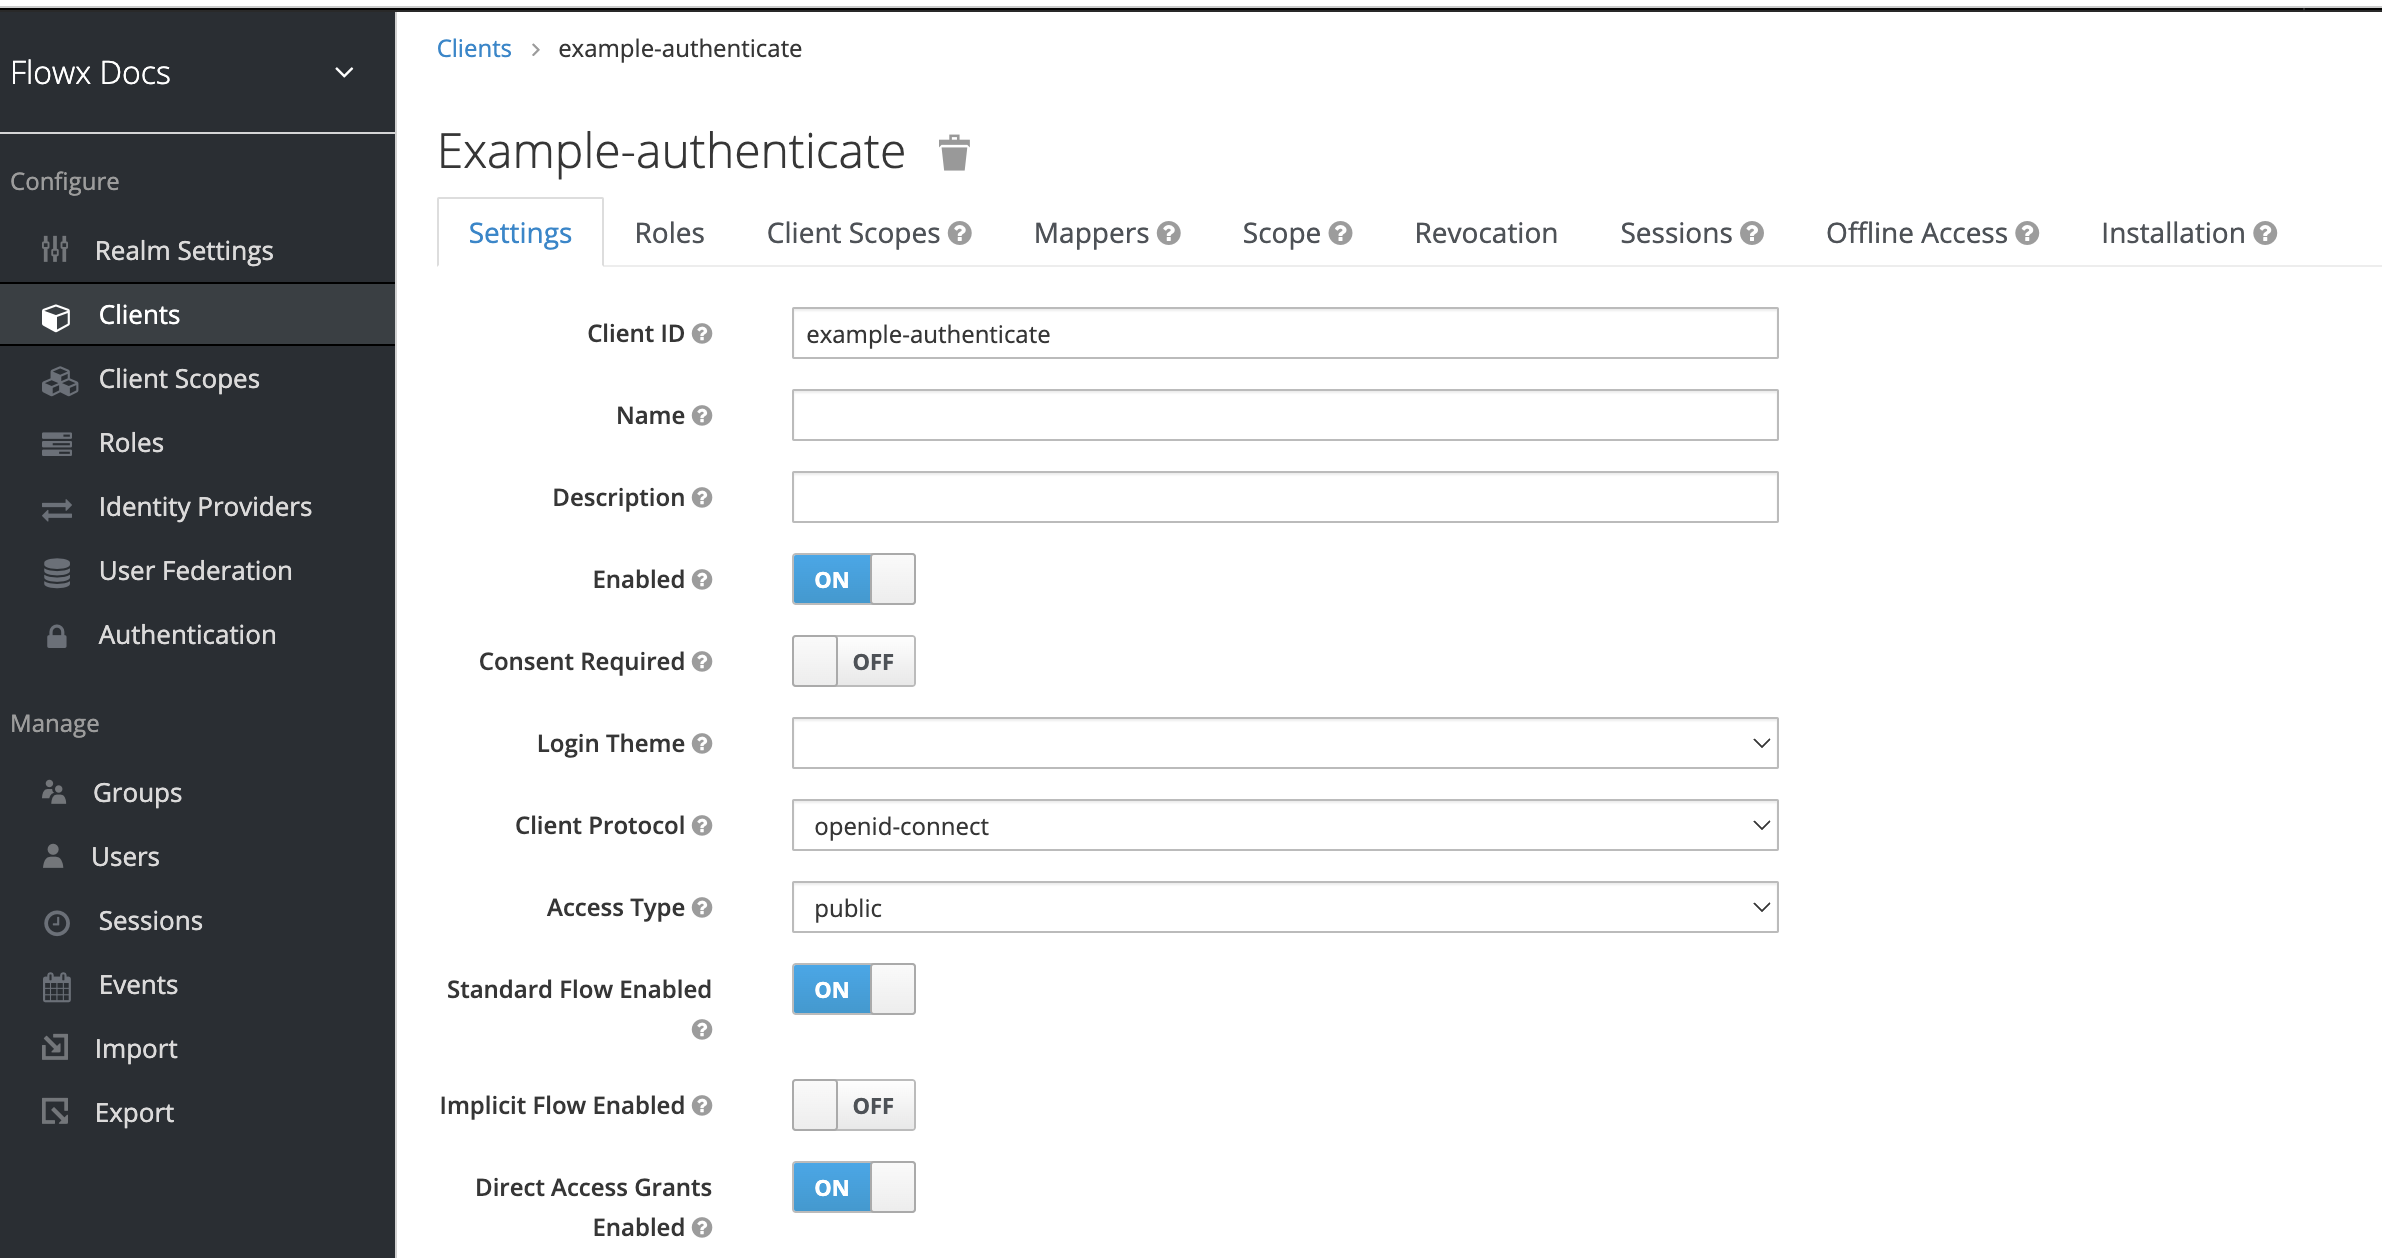 Flowx Docs
Configure
Realm Settings
Clients
Client Scopes
Roles
Identity Providers
User Federation
Authentication
Manage
Groups
Users
Sessions
Events
Import
Export
Clients > example-authenticate
Example-authenticate
Settings Roles Client Scopes ? Mappers ? Scope ? Revocation Sessions ? Offline Access ? Installation ?
Client ID ? example-authenticate
Name ?
Description ?
Enabled ? ON
Consent Required ? OFF
Login Theme ?
Client Protocol ? openid-connect
Access Type ? public
Standard Flow Enabled ON
?
Implicit Flow Enabled ? OFF
Direct Access Grants ON
Enabled ?